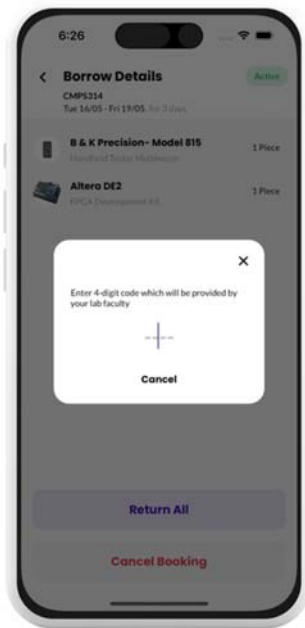 6:26
Borrow Details
Active
CMPS314
Tue 16/05 - Fri 19/05, for 3 days
B & K Precision- Model 815
1 Piece
Handheld Tester
Altera DE2
1 Piece
FPGA Development Kit
Enter 4-digit code which will be provided by
your lab faculty
Cancel
Return All
Cancel Booking